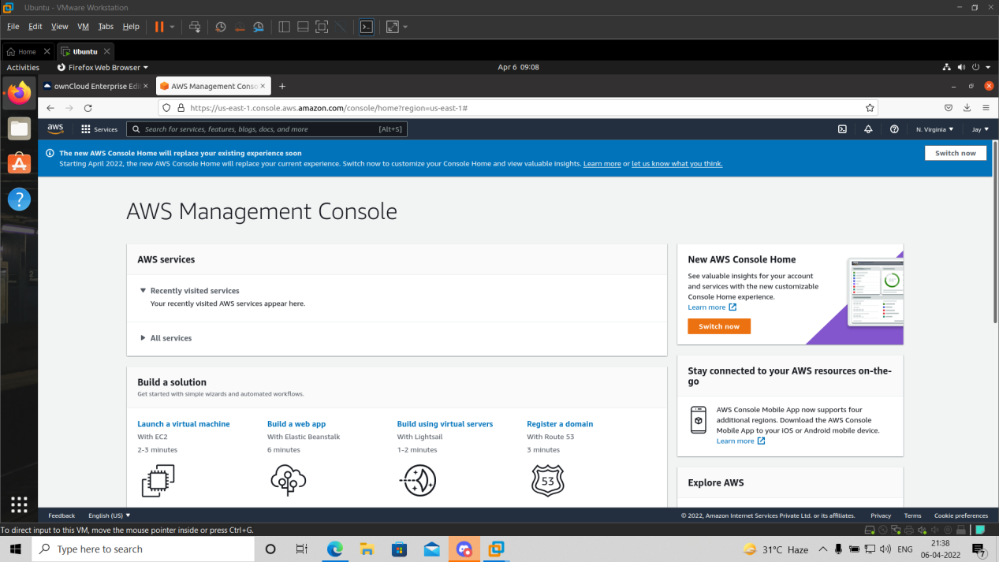 Ubuntu - VMware Workstation
File Edit View VM Tabs Help
Home Ubuntu
Activities Firefox Web Browser Apr 6 09:08
ownCloud Enterprise Edi AWS Management Conso
https://us-east-1.console.aws.amazon.com/console/home?region=us-east-1#
aws Services Search for services, features, blogs, docs, and more [Alt+S] N. Virginia Jay
The new AWS Console Home will replace your existing experience soon
Starting April 2022, the new AWS Console Home will replace your current experience. Switch now to customize your Console Home and view valuable insights. Learn more or let us know what you think.
Switch now
AWS Management Console
AWS services
Recently visited services
Your recently visited AWS services appear here.
All services
Build a solution
Get started with simple wizards and automated workflows.
Launch a virtual machine
With EC2
2-3 minutes
Build a web app
With Elastic Beanstalk
6 minutes
Build using virtual servers
With Lightsail
1-2 minutes
Register a domain
With Route 53
3 minutes
53
New AWS Console Home
See valuable insights for your account
and services with the new customizable
Console Home experience.
Learn more
Switch now
Stay connected to your AWS resources on-the-
go
AWS Console Mobile App now supports four
additional regions. Download the AWS Console
Mobile App to your iOS or Android mobile device.
Learn more
Explore AWS
Feedback English (US) © 2022, Amazon Internet Services Private Ltd. or its affiliates. Privacy Terms Cookie preferences
To direct input to this VM, move the mouse pointer inside or press Ctrl+G.
Type here to search
31°C Haze ENG
21:38
06-04-2022
7